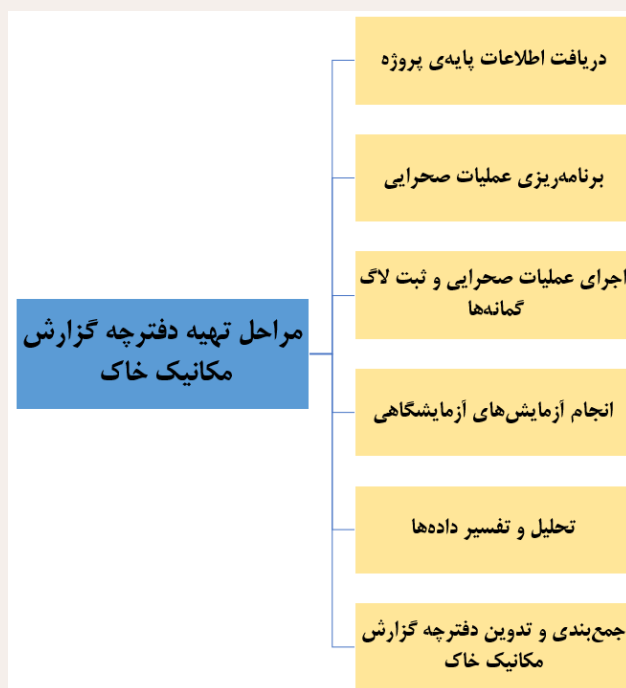 دریافت اطلاعات پایه‌ی پروژه
برنامه‌ریزی عملیات صحرایی
اجرای عملیات صحرایی و ثبت لاگ
گمانه‌ها
مراحل تهیه دفترچه گزارش
مکانیک خاک
انجام آزمایش‌های آزمایشگاهی
تحلیل و تفسیر داده‌ها
جمع‌بندی و تدوین دفترچه گزارش
مکانیک خاک